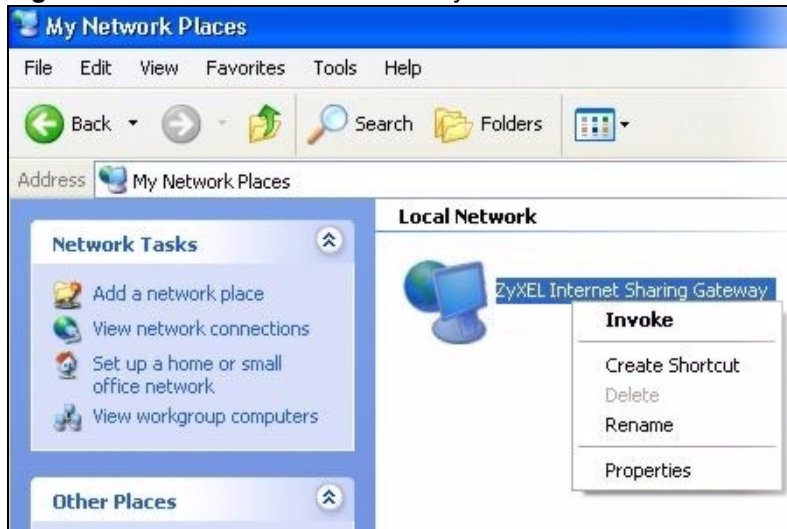 My Network Places
File Edit View Favorites Tools Help
Back Search Folders
Address My Network Places
Network Tasks
Add a network place
View network connections
Set up a home or small
office network
View workgroup computers
Other Places
Local Network
ZyXEL Internet Sharing Gateway
Invoke
Create Shortcut
Delete
Rename
Properties